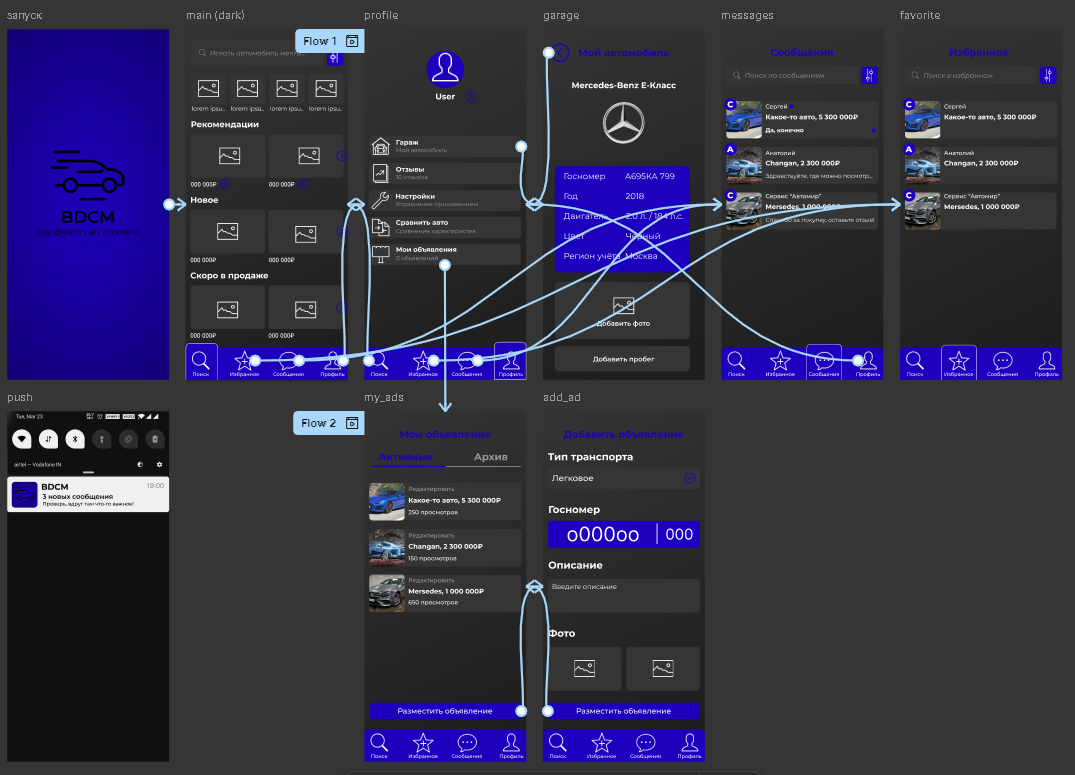 запуск
BDCM
buy dream cars moment
main (dark)
Flow 1
Искать автомобиль мечты
lorem ipsu...
lorem ipsu...
lorem ipsu...
lorem ipsu...
Рекомендации
000 000₽
000 000₽
Новое
000 000₽
000 000₽
Скоро в продаже
000 000₽
000 000₽
Поиск
Избранное
Сообщения
Профиль
profile
User
Гараж
Мой автомобиль
Отзывы
10 отзывов
Настройки
Управление приложением
Сравнить авто
Сравнение характеристик
Мои объявления
0 объявлений
Поиск
Избранное
Сообщения
Профиль
garage
Мой автомобиль
Mercedes-Benz E-Класс
Госномер A695KA 799
Год 2018
Двигатель 2.0 л. / 184 л.с.
Цвет Черный
Регион учёта Москва
Добавить фото
Добавить пробег
messages
Сообщения
Поиск по сообщениям
С
Сергей
Какое-то авто, 5 300 000₽
Да, конечно
А
Анатолий
Changan, 2 300 000₽
Здравствуйте, где можно посмотр...
С
Сервис "Автомир"
Mersedes, 1 000 000₽
Спасибо за покупку, оставьте отзыв!
Поиск
Избранное
Сообщения
Профиль
favorite
Избранное
Поиск в избранном
С
Сергей
Какое-то авто, 5 300 000₽
А
Анатолий
Changan, 2 300 000₽
С
Сервис "Автомир"
Mersedes, 1 000 000₽
Поиск
Избранное
Сообщения
Профиль
push
Tue, Mar 23
airtel — Vodafone IN
BDCM
19:00
3 новых сообщения
Проверь, вдруг там что-то важное!
Flow 2
my_ads
Мои объявления
Активные Архив
Редактировать
Какое-то авто, 5 300 000₽
250 просмотров
Редактировать
Changan, 2 300 000₽
150 просмотров
Редактировать
Mersedes, 1 000 000₽
650 просмотров
Разместить объявление
Поиск
Избранное
Сообщения
Профиль
add_ad
Добавить объявление
Тип транспорта
Легковое
Госномер
о000оо 000
Описание
Введите описание
Фото
Разместить объявление
Поиск
Избранное
Сообщения
Профиль